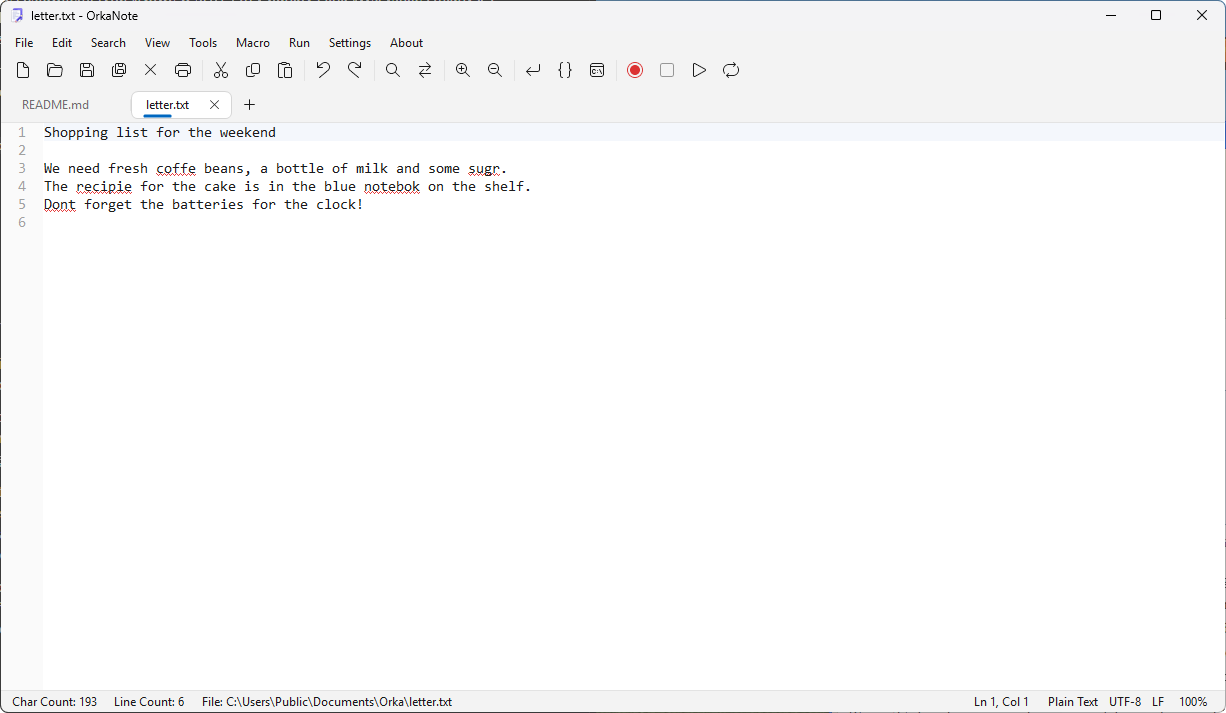 letter.txt - OrkaNote
File Edit Search View Tools Macro Run Settings About
README.md letter.txt
1 Shopping list for the weekend
2
3 We need fresh coffe beans, a bottle of milk and some sugr.
4 The recipie for the cake is in the blue notebok on the shelf.
5 Dont forget the batteries for the clock!
6
Char Count: 193 Line Count: 6 File: C:\Users\Public\Documents\Orka\letter.txt Ln 1, Col 1 Plain Text UTF-8 LF 100%